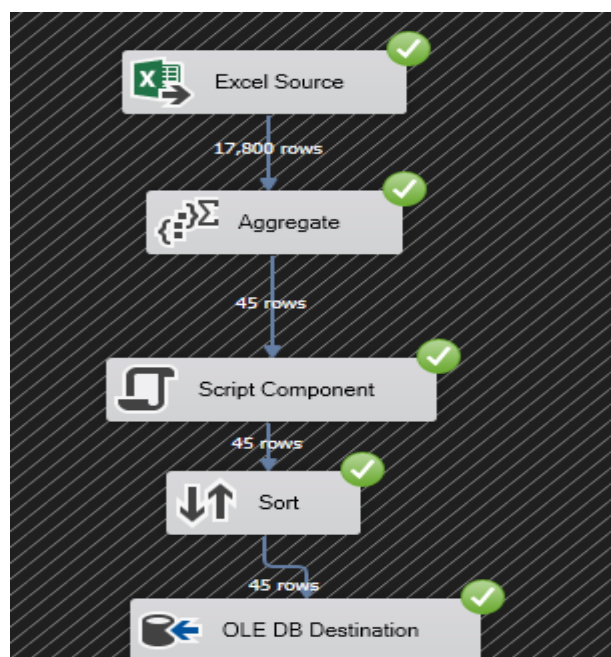 Excel Source
17,800 rows
Aggregate
45 rows
Script Component
45 rows
Sort
45 rows
OLE DB Destination